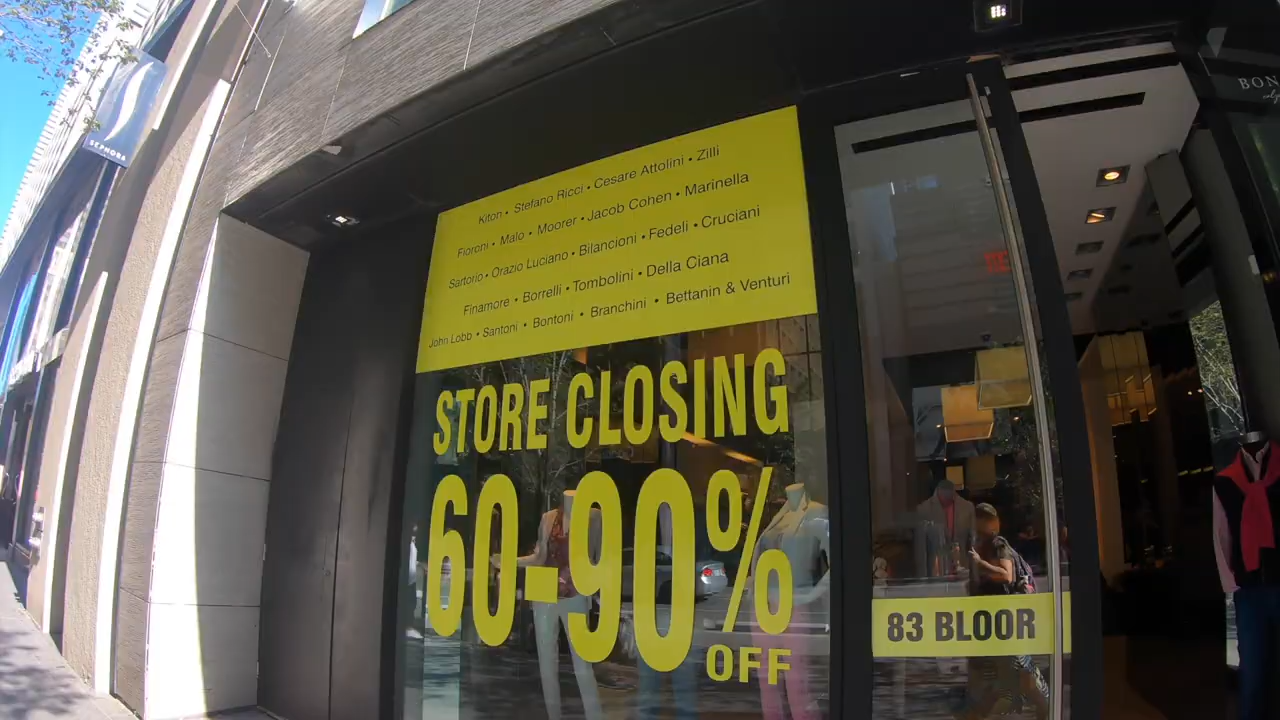 SEPHORA
Kiton • Stefano Ricci • Cesare Attolini • Zilli
Fioroni • Malo • Moorer • Jacob Cohen • Marinella
Sartorio • Orazio Luciano • Bilancioni • Fedeli • Cruciani
Finamore • Borrelli • Tombolini • Della Ciana
John Lobb • Santoni • Bontoni • Branchini • Bettanin & Venturi
STORE CLOSING
60-90%
OFF
83 BLOOR
BON